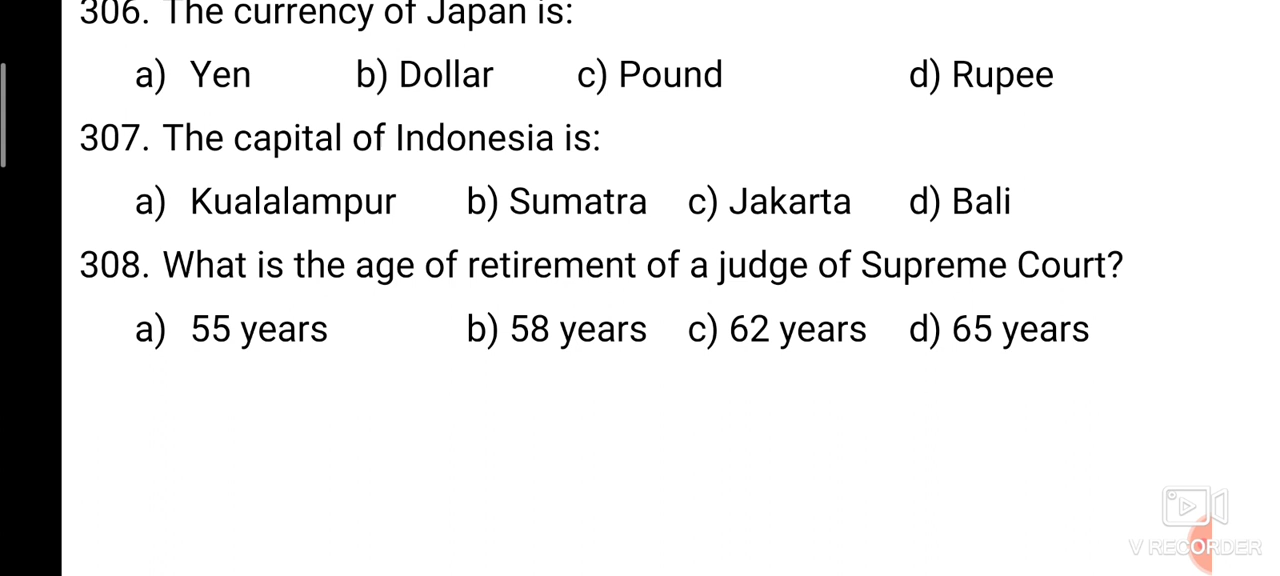 306. The currency of Japan is:
a) Yen b) Dollar c) Pound d) Rupee
307. The capital of Indonesia is:
a) Kualalampur b) Sumatra c) Jakarta d) Bali
308. What is the age of retirement of a judge of Supreme Court?
a) 55 years b) 58 years c) 62 years d) 65 years
V RECORDER